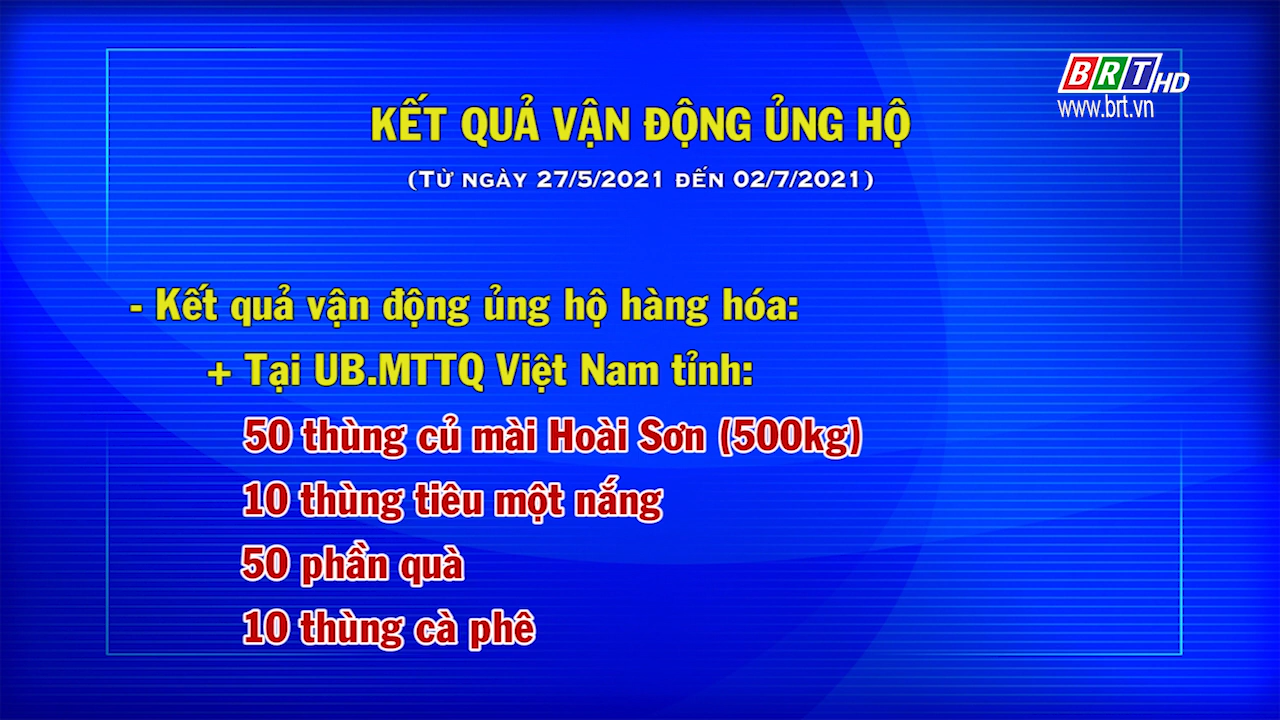 BRT HD
www.brt.vn
KẾT QUẢ VẬN ĐỘNG ỦNG HỘ
(TỪ NGÀY 27/5/2021 ĐẾN 02/7/2021)
- Kết quả vận động ủng hộ hàng hóa:
+ Tại UB.MTTQ Việt Nam tỉnh:
50 thùng củ mài Hoài Sơn (500kg)
10 thùng tiêu một nắng
50 phần quà
10 thùng cà phê